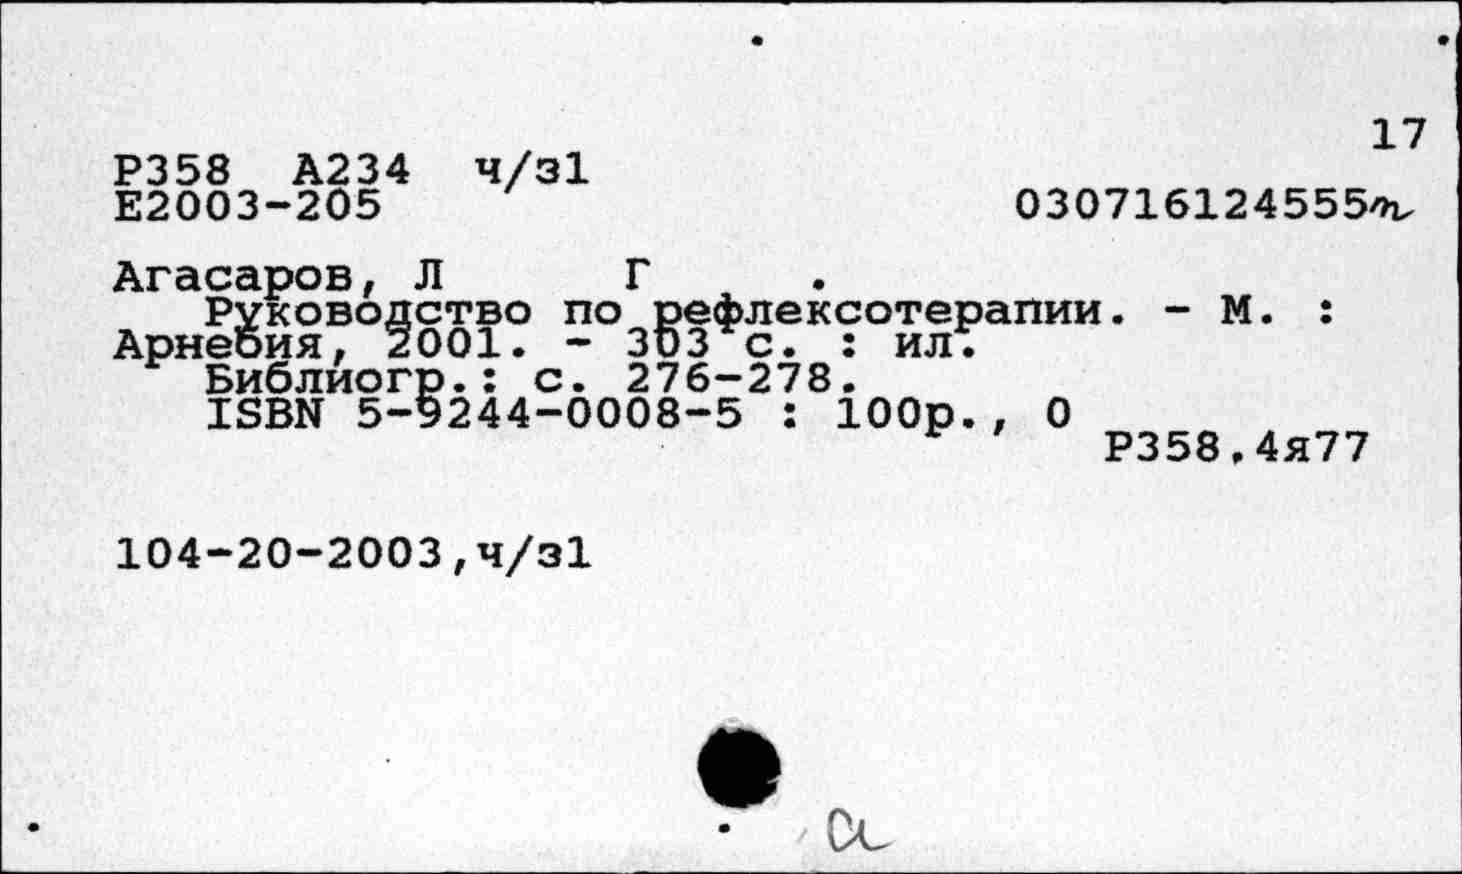 17
Р358 А234 ч/з1
Е2003-205 030716124555
Агасаров, Л Г .
Руководство по рефлексотерапии. - М. :
Арнебия, 2001. - 303 с. : ил.
Библиогр.: с. 276-278.
ISBN 5-9244-0008-5 : 100р., 0
Р358.4я77
104-20-2003,ч/з1
а